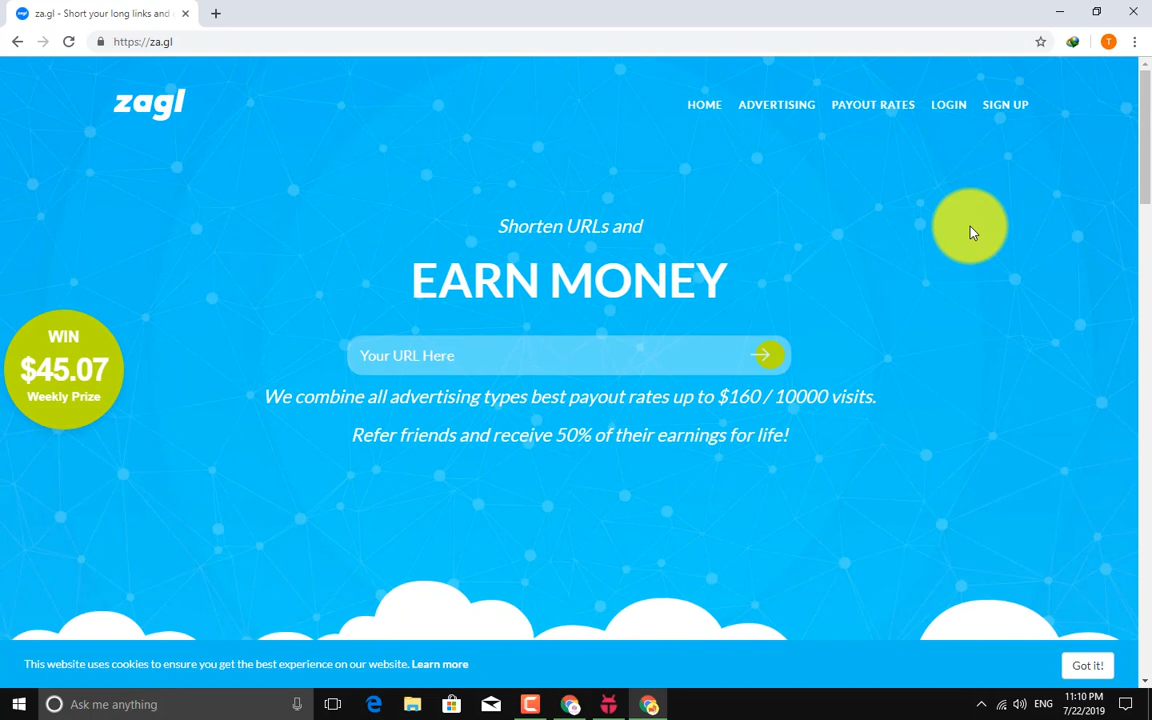 za.gl - Short your long links and
https://za.gl
T
zagl
HOME ADVERTISING PAYOUT RATES LOGIN SIGN UP
Shorten URLs and
EARN MONEY
Your URL Here
We combine all advertising types best payout rates up to $160 / 10000 visits.
Refer friends and receive 50% of their earnings for life!
WIN
$45.07
Weekly Prize
This website uses cookies to ensure you get the best experience on our website. Learn more
Got it!
Ask me anything
ENG
11:10 PM
7/22/2019